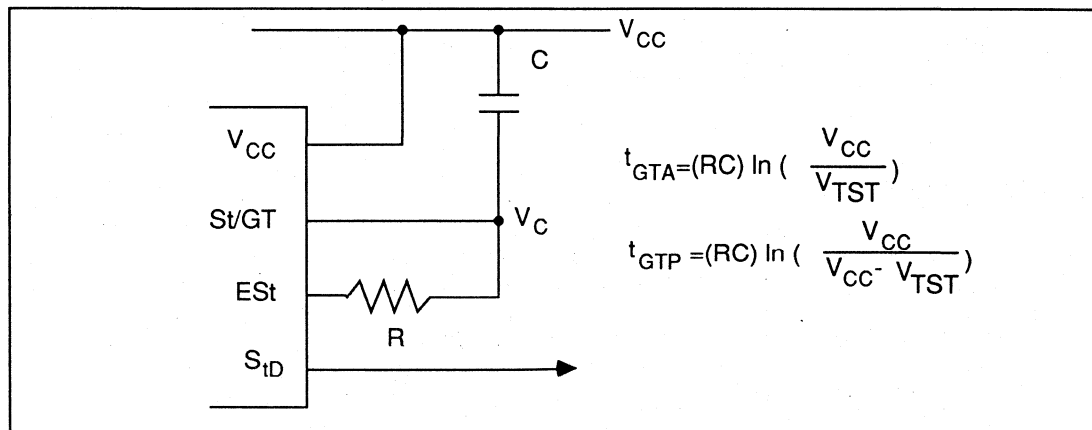 V_CC
C
V_CC
St/GT
V_C
ESt
R
S_tD
t_GTA=(RC) ln ( V_CC / V_TST )
t_GTP =(RC) ln ( V_CC / V_CC- V_TST )